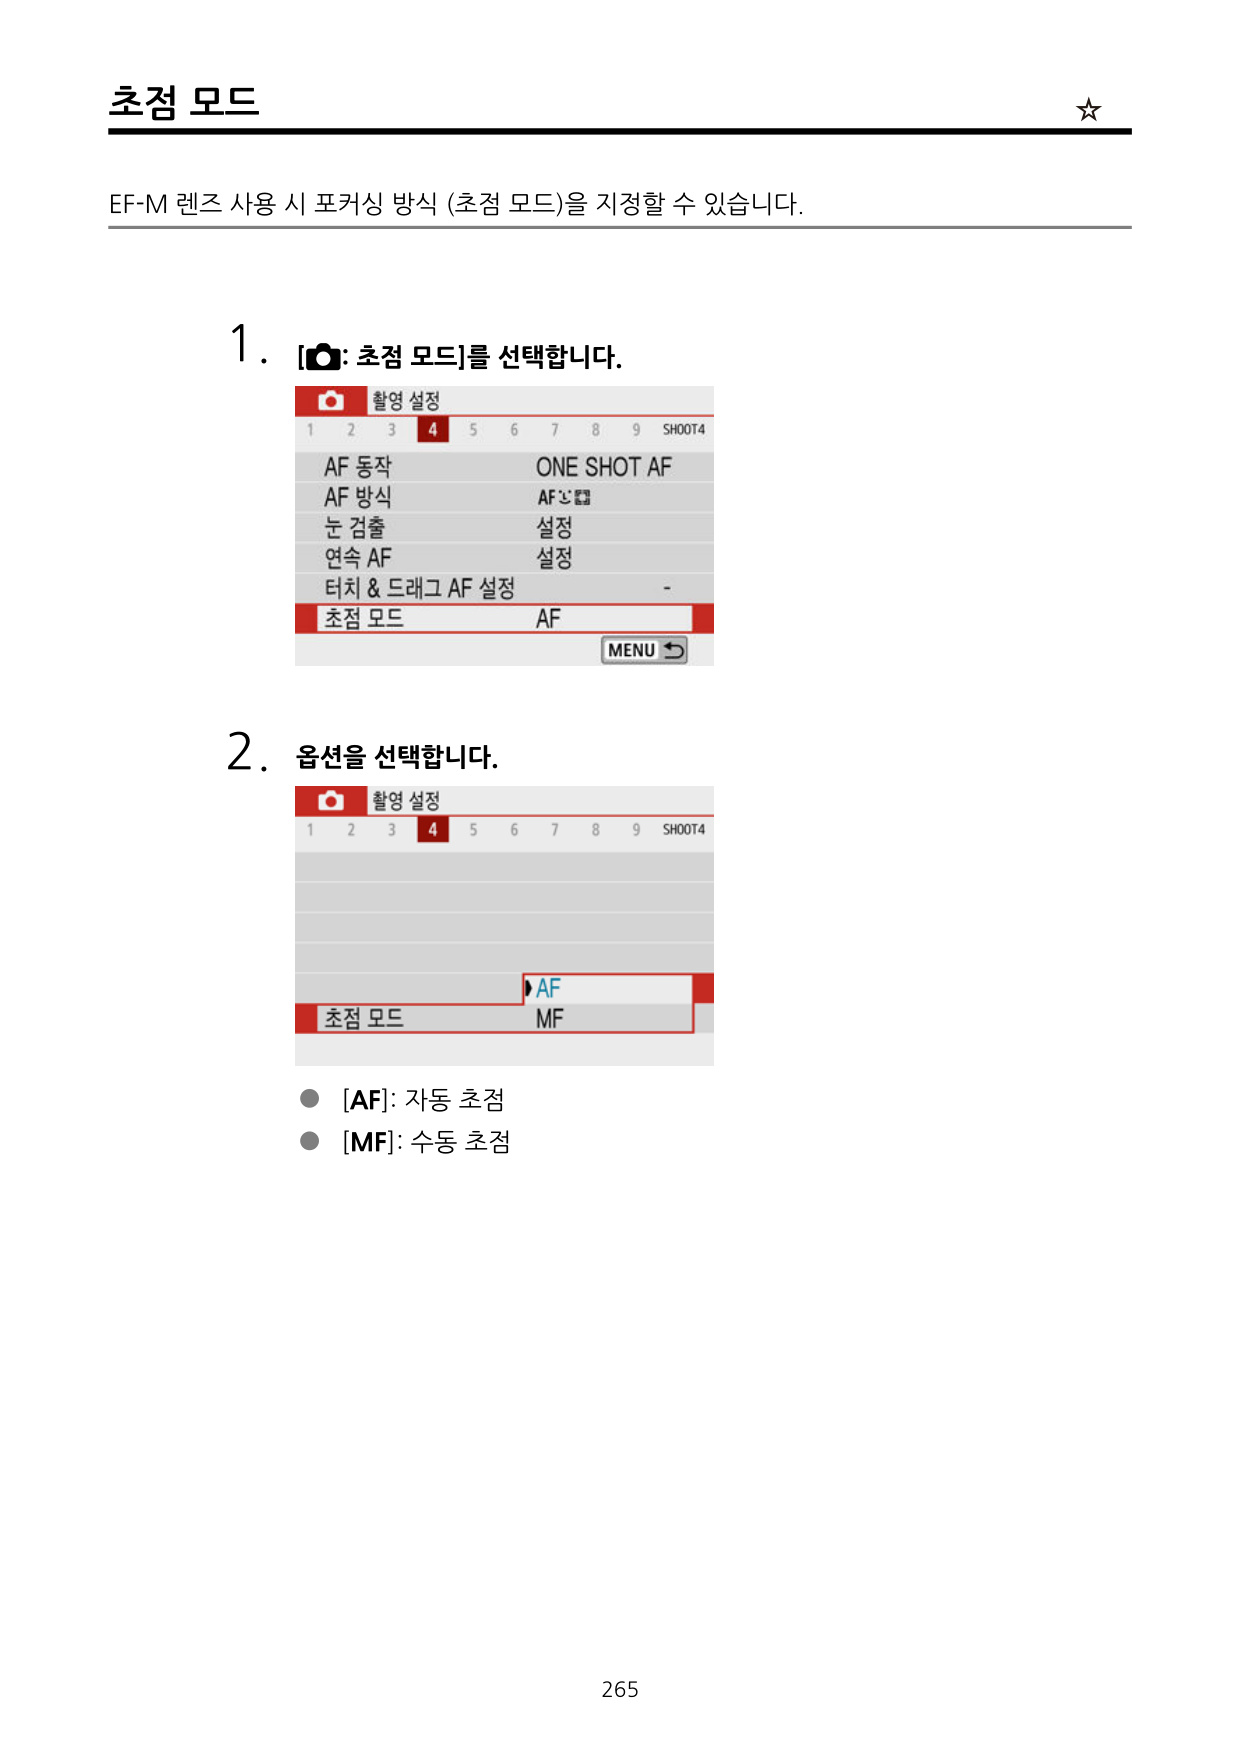 초점 모드 ☆
EF-M 렌즈 사용 시 포커싱 방식 (초점 모드)을 지정할 수 있습니다.
1. [📷: 초점 모드]를 선택합니다.
촬영 설정
1 2 3 4 5 6 7 8 9 SHOOT4
AF 동작 ONE SHOT AF
AF 방식 AF
눈 검출 설정
연속 AF 설정
터치 & 드래그 AF 설정 -
초점 모드 AF
MENU
2. 옵션을 선택합니다.
촬영 설정
1 2 3 4 5 6 7 8 9 SHOOT4
AF
초점 모드 MF
● [AF]: 자동 초점
● [MF]: 수동 초점
265